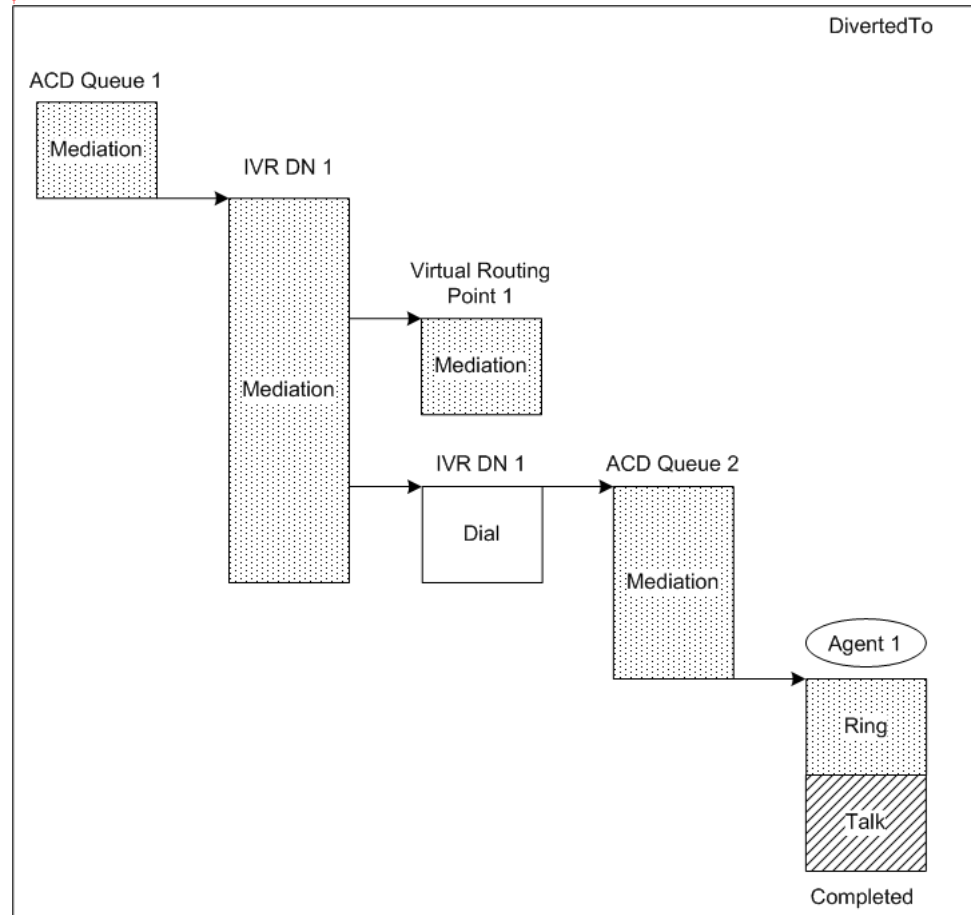 DivertedTo
ACD Queue 1
Mediation
IVR DN 1
Virtual Routing
Point 1
Mediation
Mediation
IVR DN 1
ACD Queue 2
Dial
Mediation
Agent 1
Ring
Talk
Completed